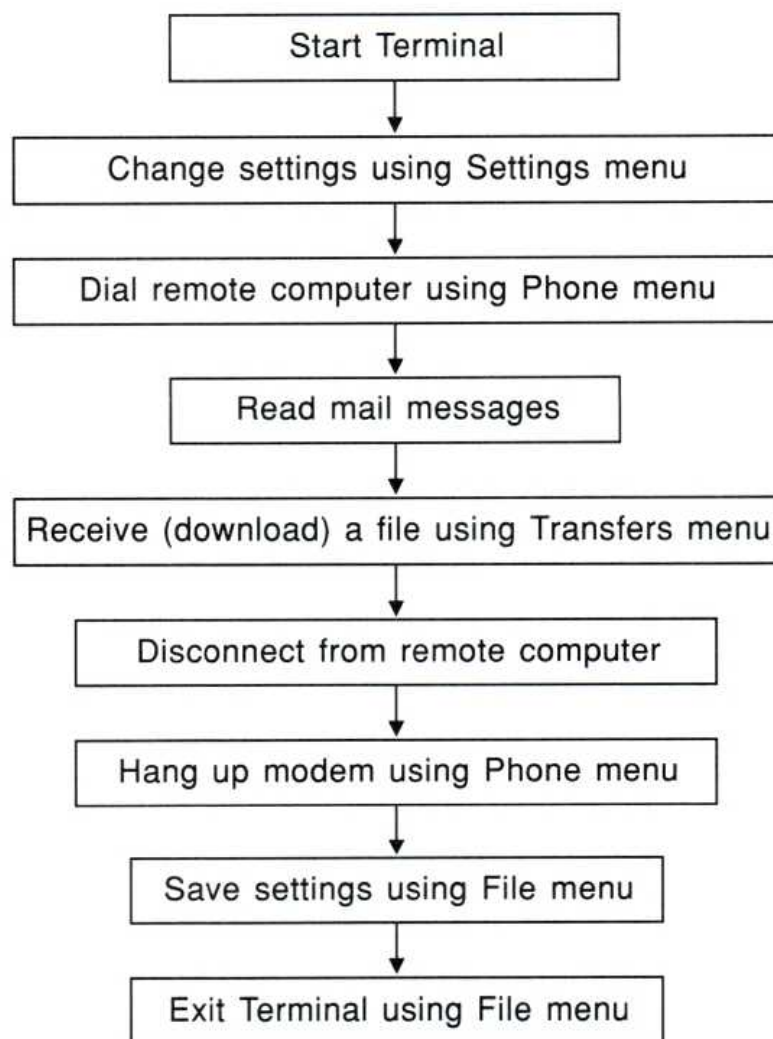 Start Terminal
Change settings using Settings menu
Dial remote computer using Phone menu
Read mail messages
Receive (download) a file using Transfers menu
Disconnect from remote computer
Hang up modem using Phone menu
Save settings using File menu
Exit Terminal using File menu